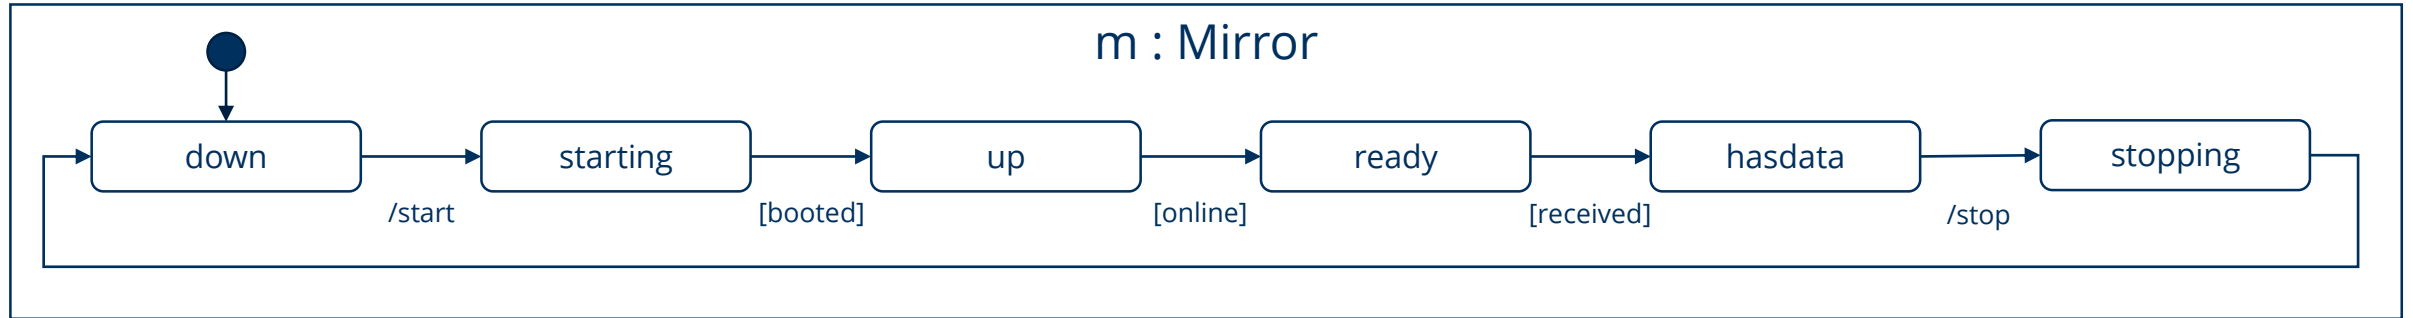 m : Mirror
down
starting
up
ready
hasdata
stopping
/start
[booted]
[online]
[received]
/stop